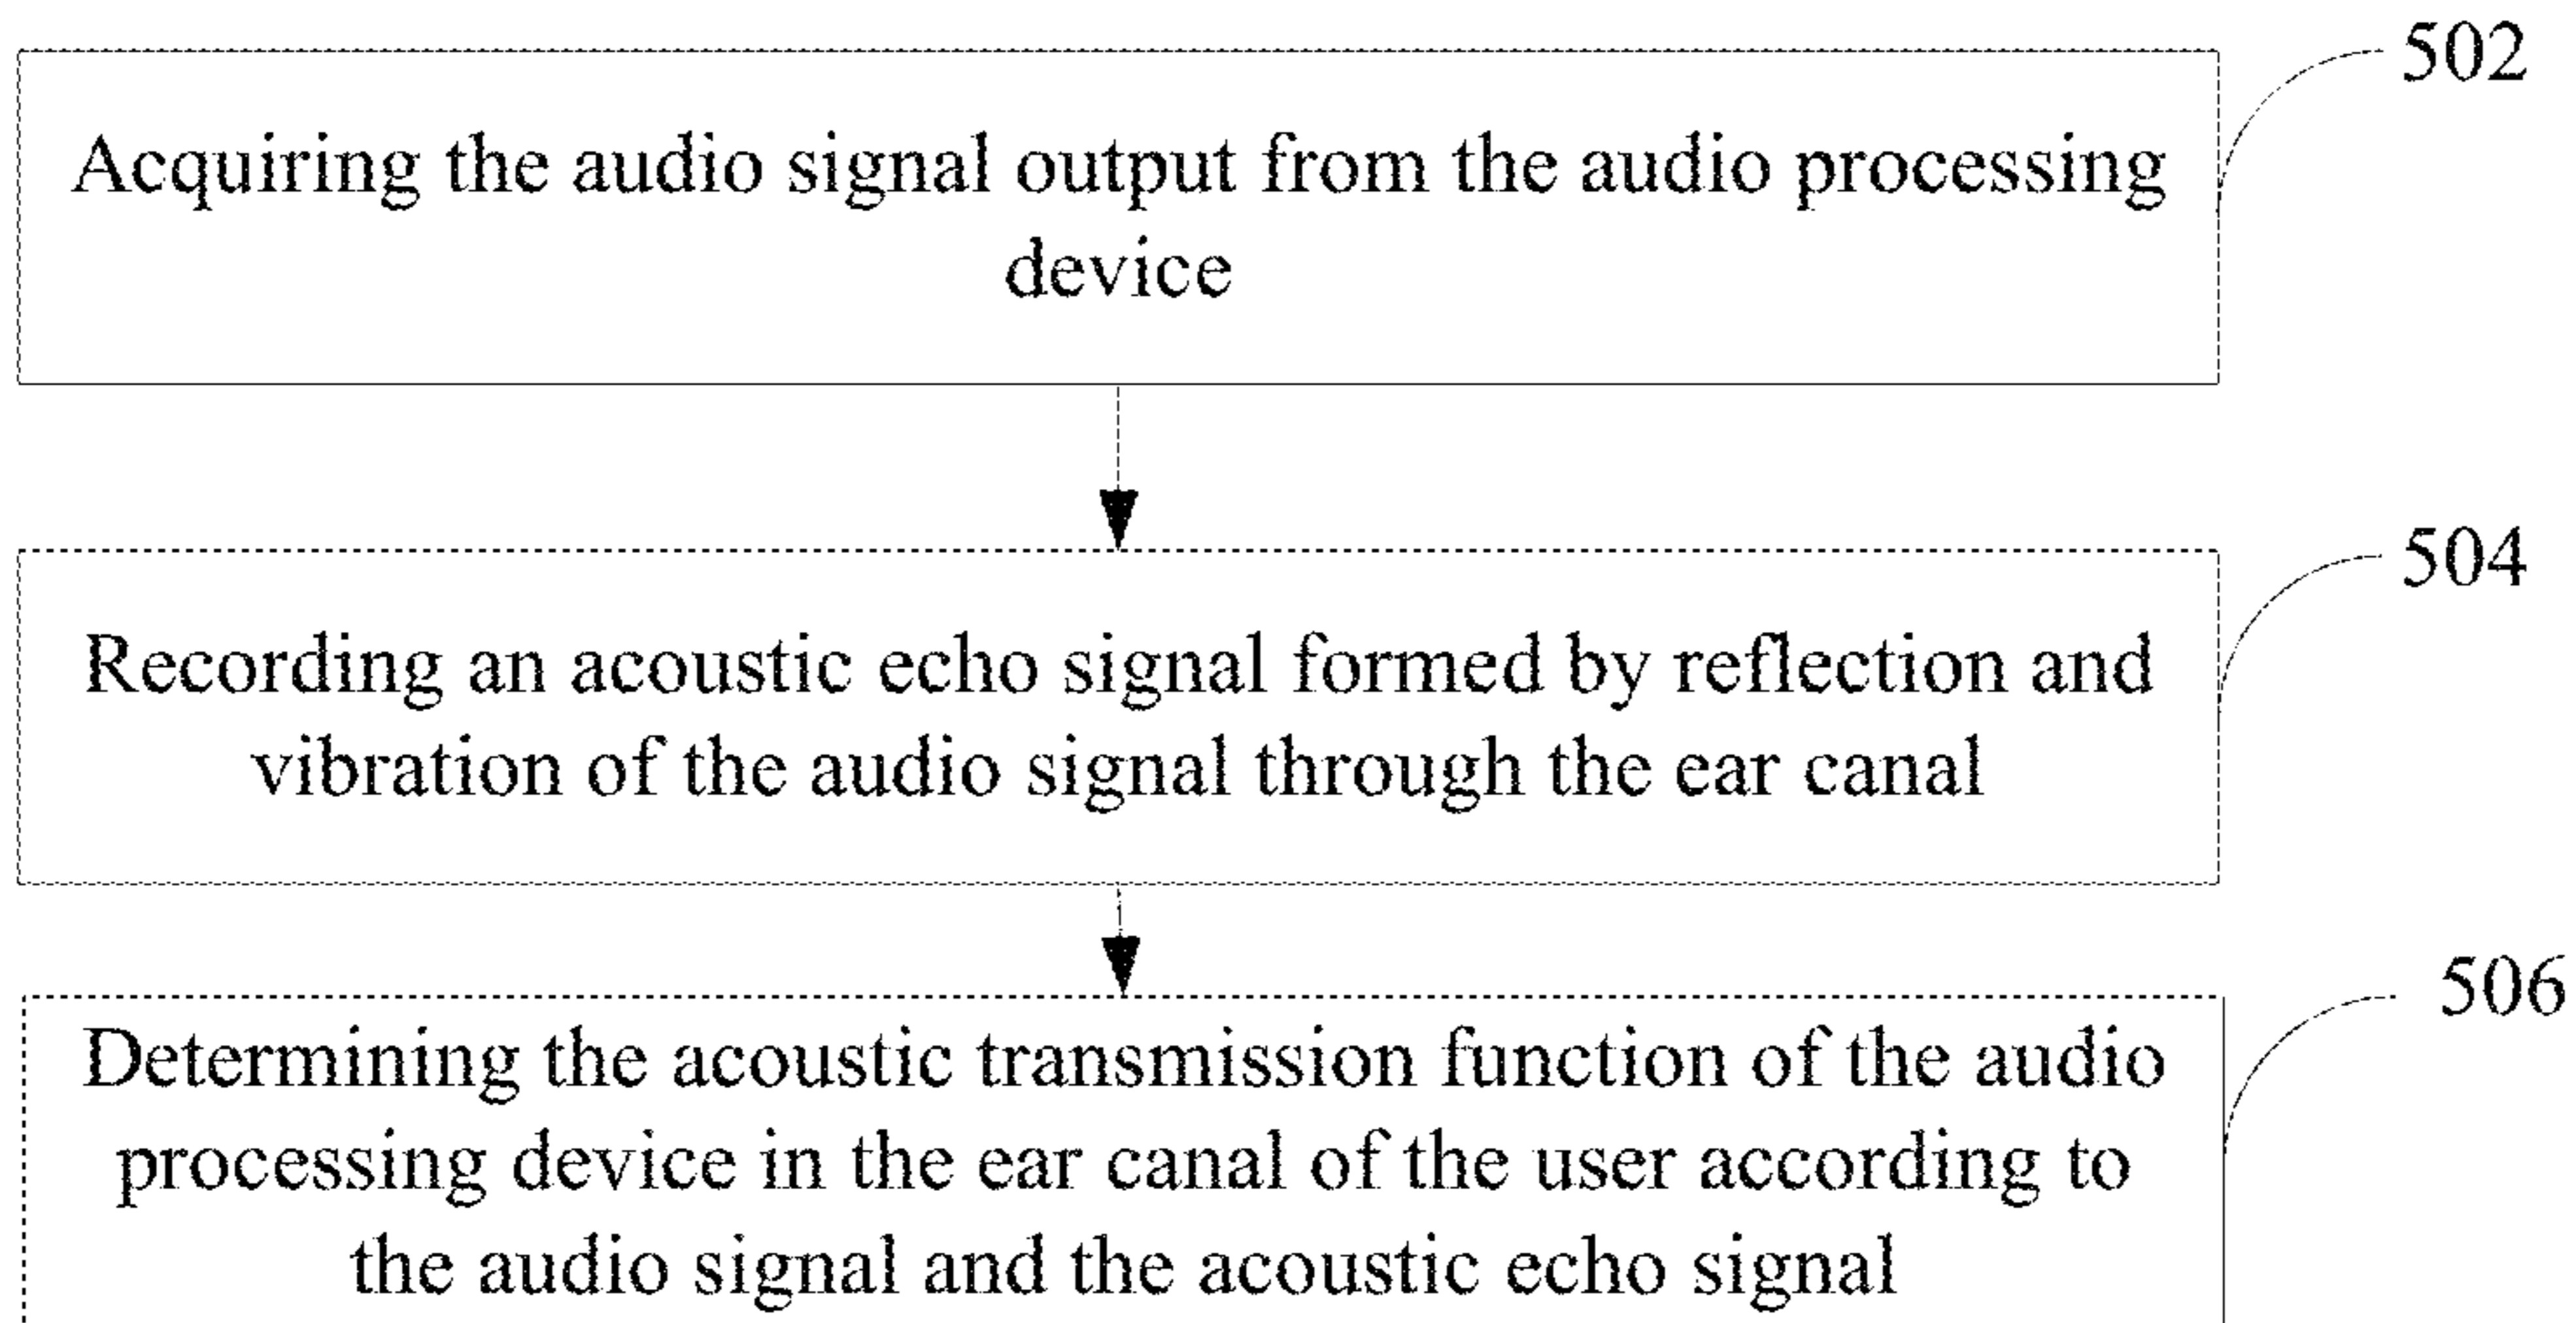 502
Acquiring the audio signal output from the audio processing
device
504
Recording an acoustic echo signal formed by reflection and
vibration of the audio signal through the ear canal
506
Determining the acoustic transmission function of the audio
processing device in the ear canal of the user according to
the audio signal and the acoustic echo signal